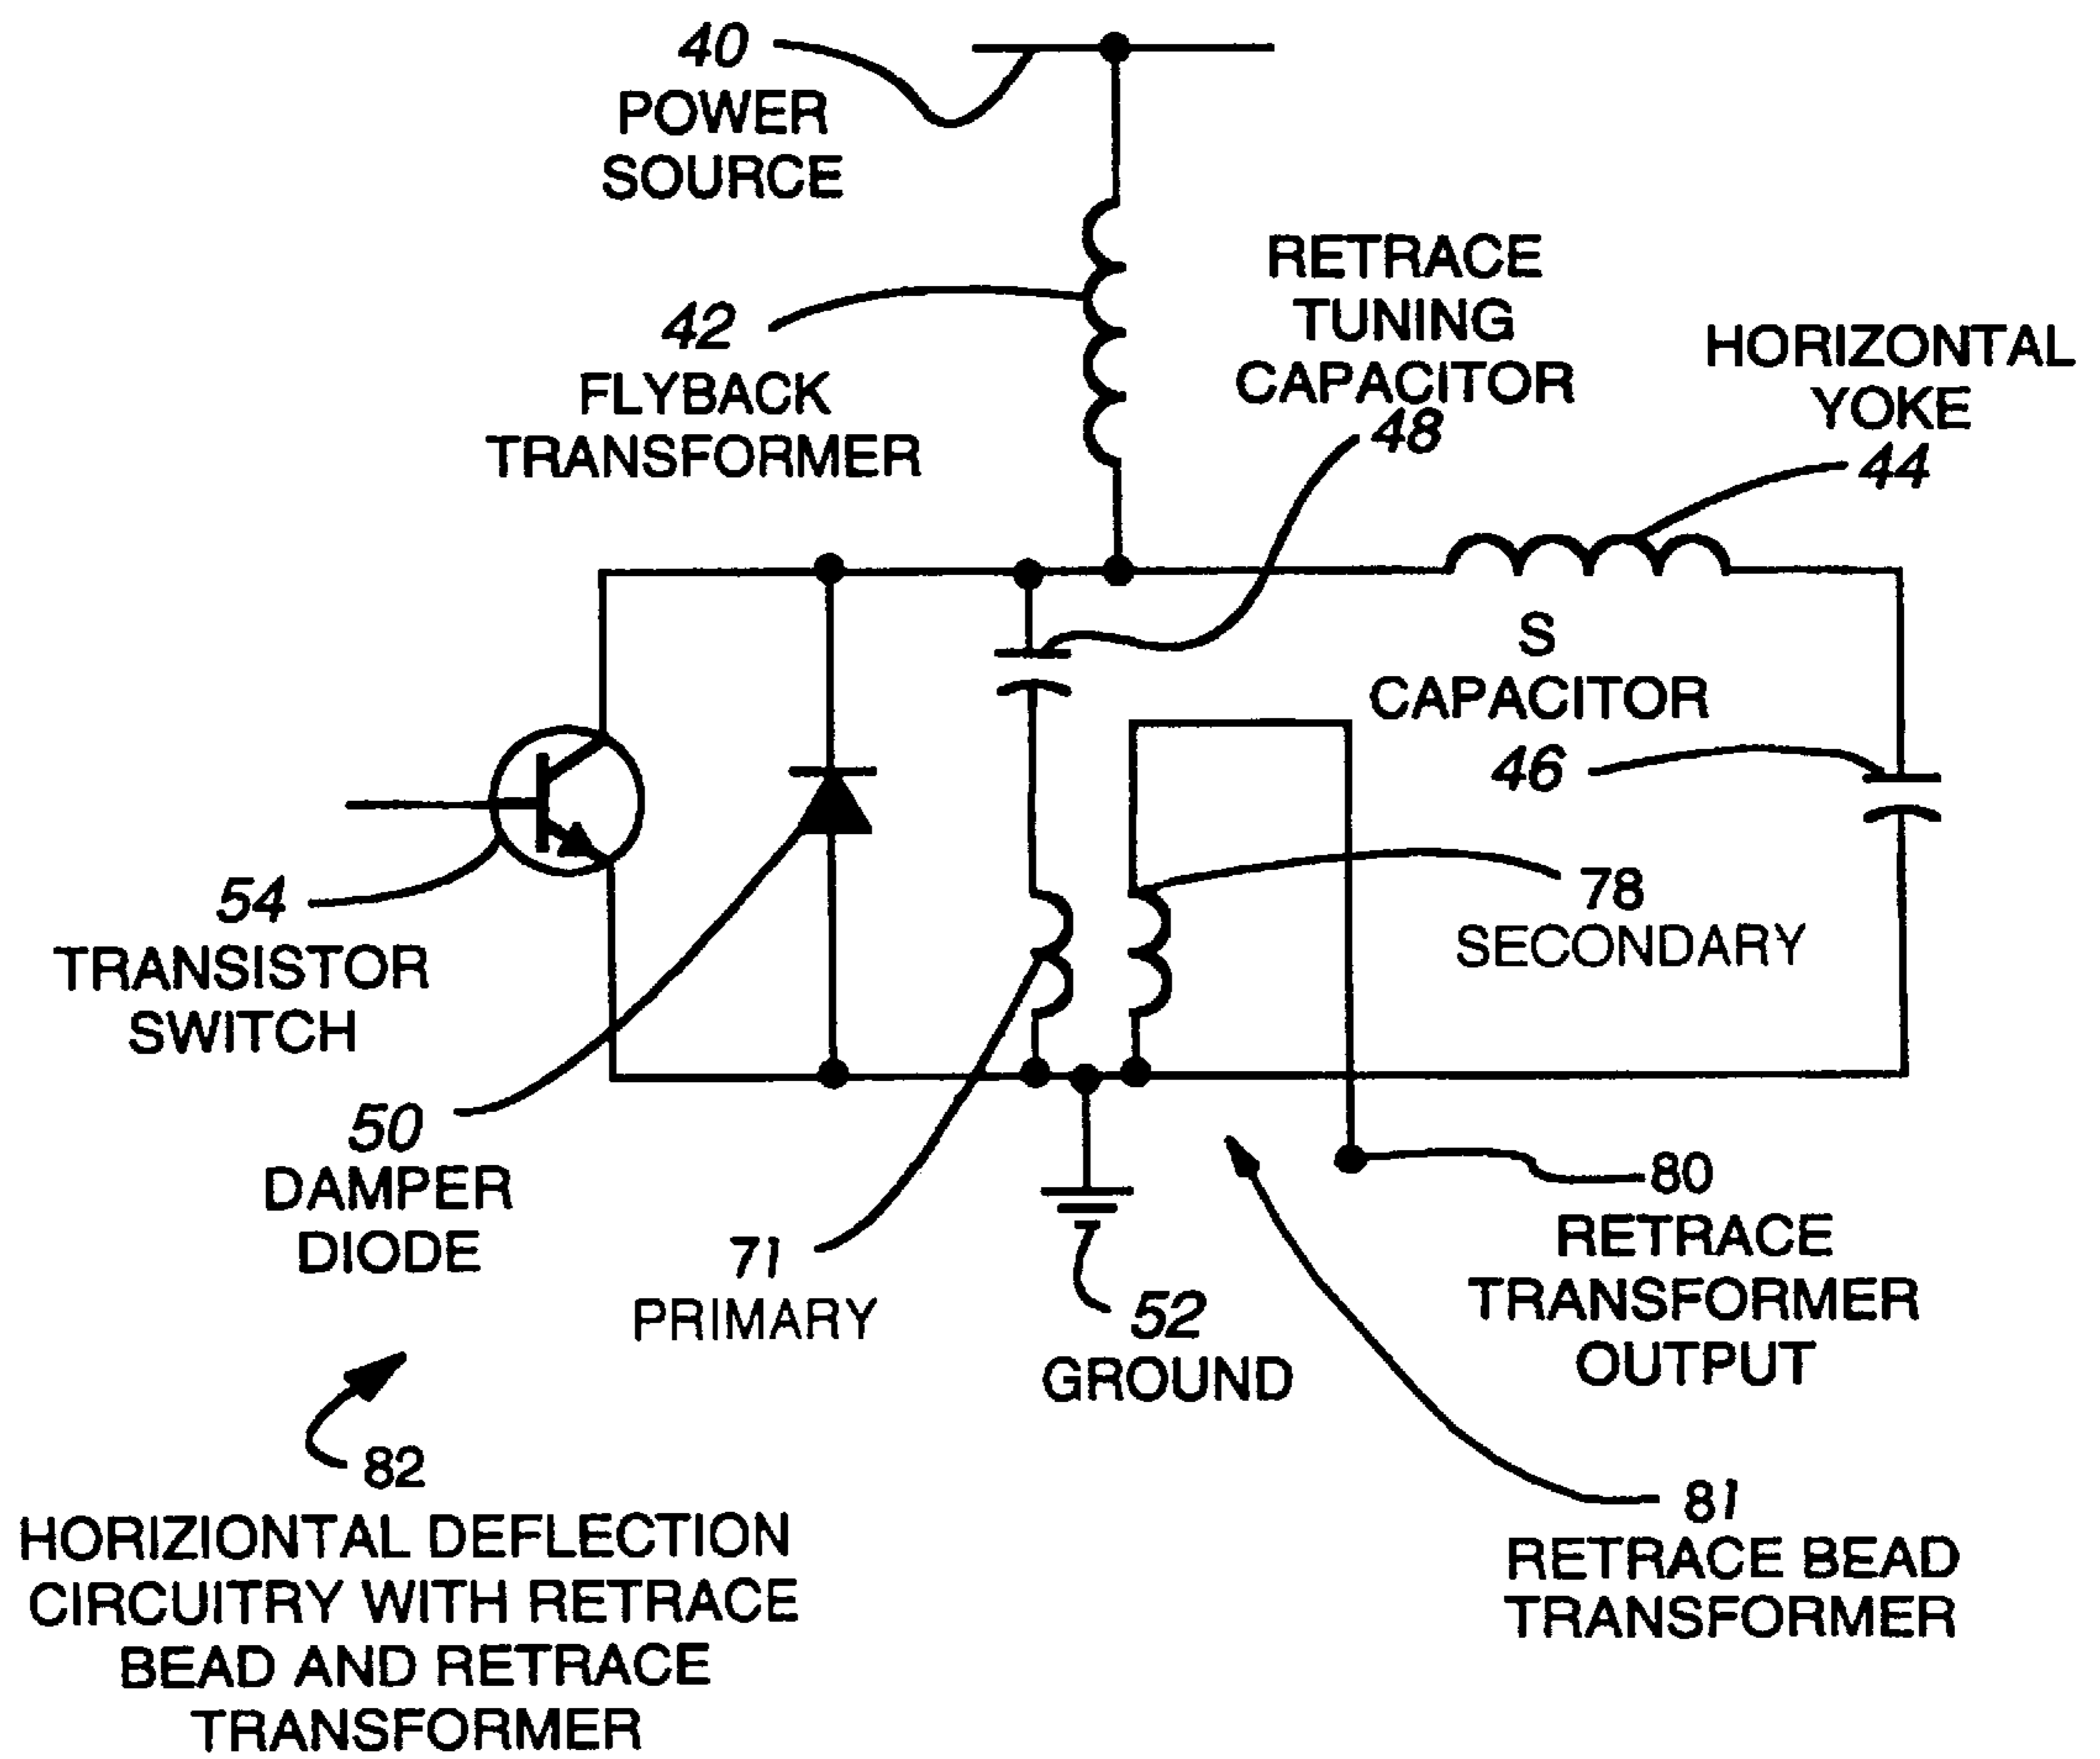 40
POWER
SOURCE
42
FLYBACK
TRANSFORMER
RETRACE
TUNING
CAPACITOR
48
HORIZONTAL
YOKE
44
S
CAPACITOR
46
54
TRANSISTOR
SWITCH
78
SECONDARY
50
DAMPER
DIODE
71
PRIMARY
52
GROUND
80
RETRACE
TRANSFORMER
OUTPUT
81
RETRACE BEAD
TRANSFORMER
82
HORIZIONTAL DEFLECTION
CIRCUITRY WITH RETRACE
BEAD AND RETRACE
TRANSFORMER